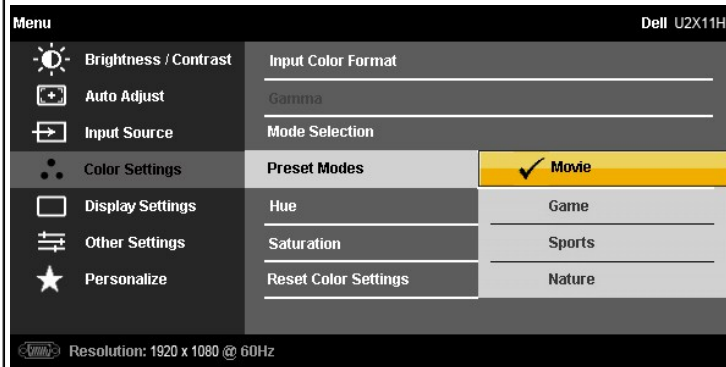 Menu
Dell U2X11H
Brightness / Contrast
Auto Adjust
Input Source
Color Settings
Display Settings
Other Settings
Personalize
Input Color Format
Gamma
Mode Selection
Preset Modes
Hue
Saturation
Reset Color Settings
Movie
Game
Sports
Nature
Resolution: 1920 x 1080 @ 60Hz